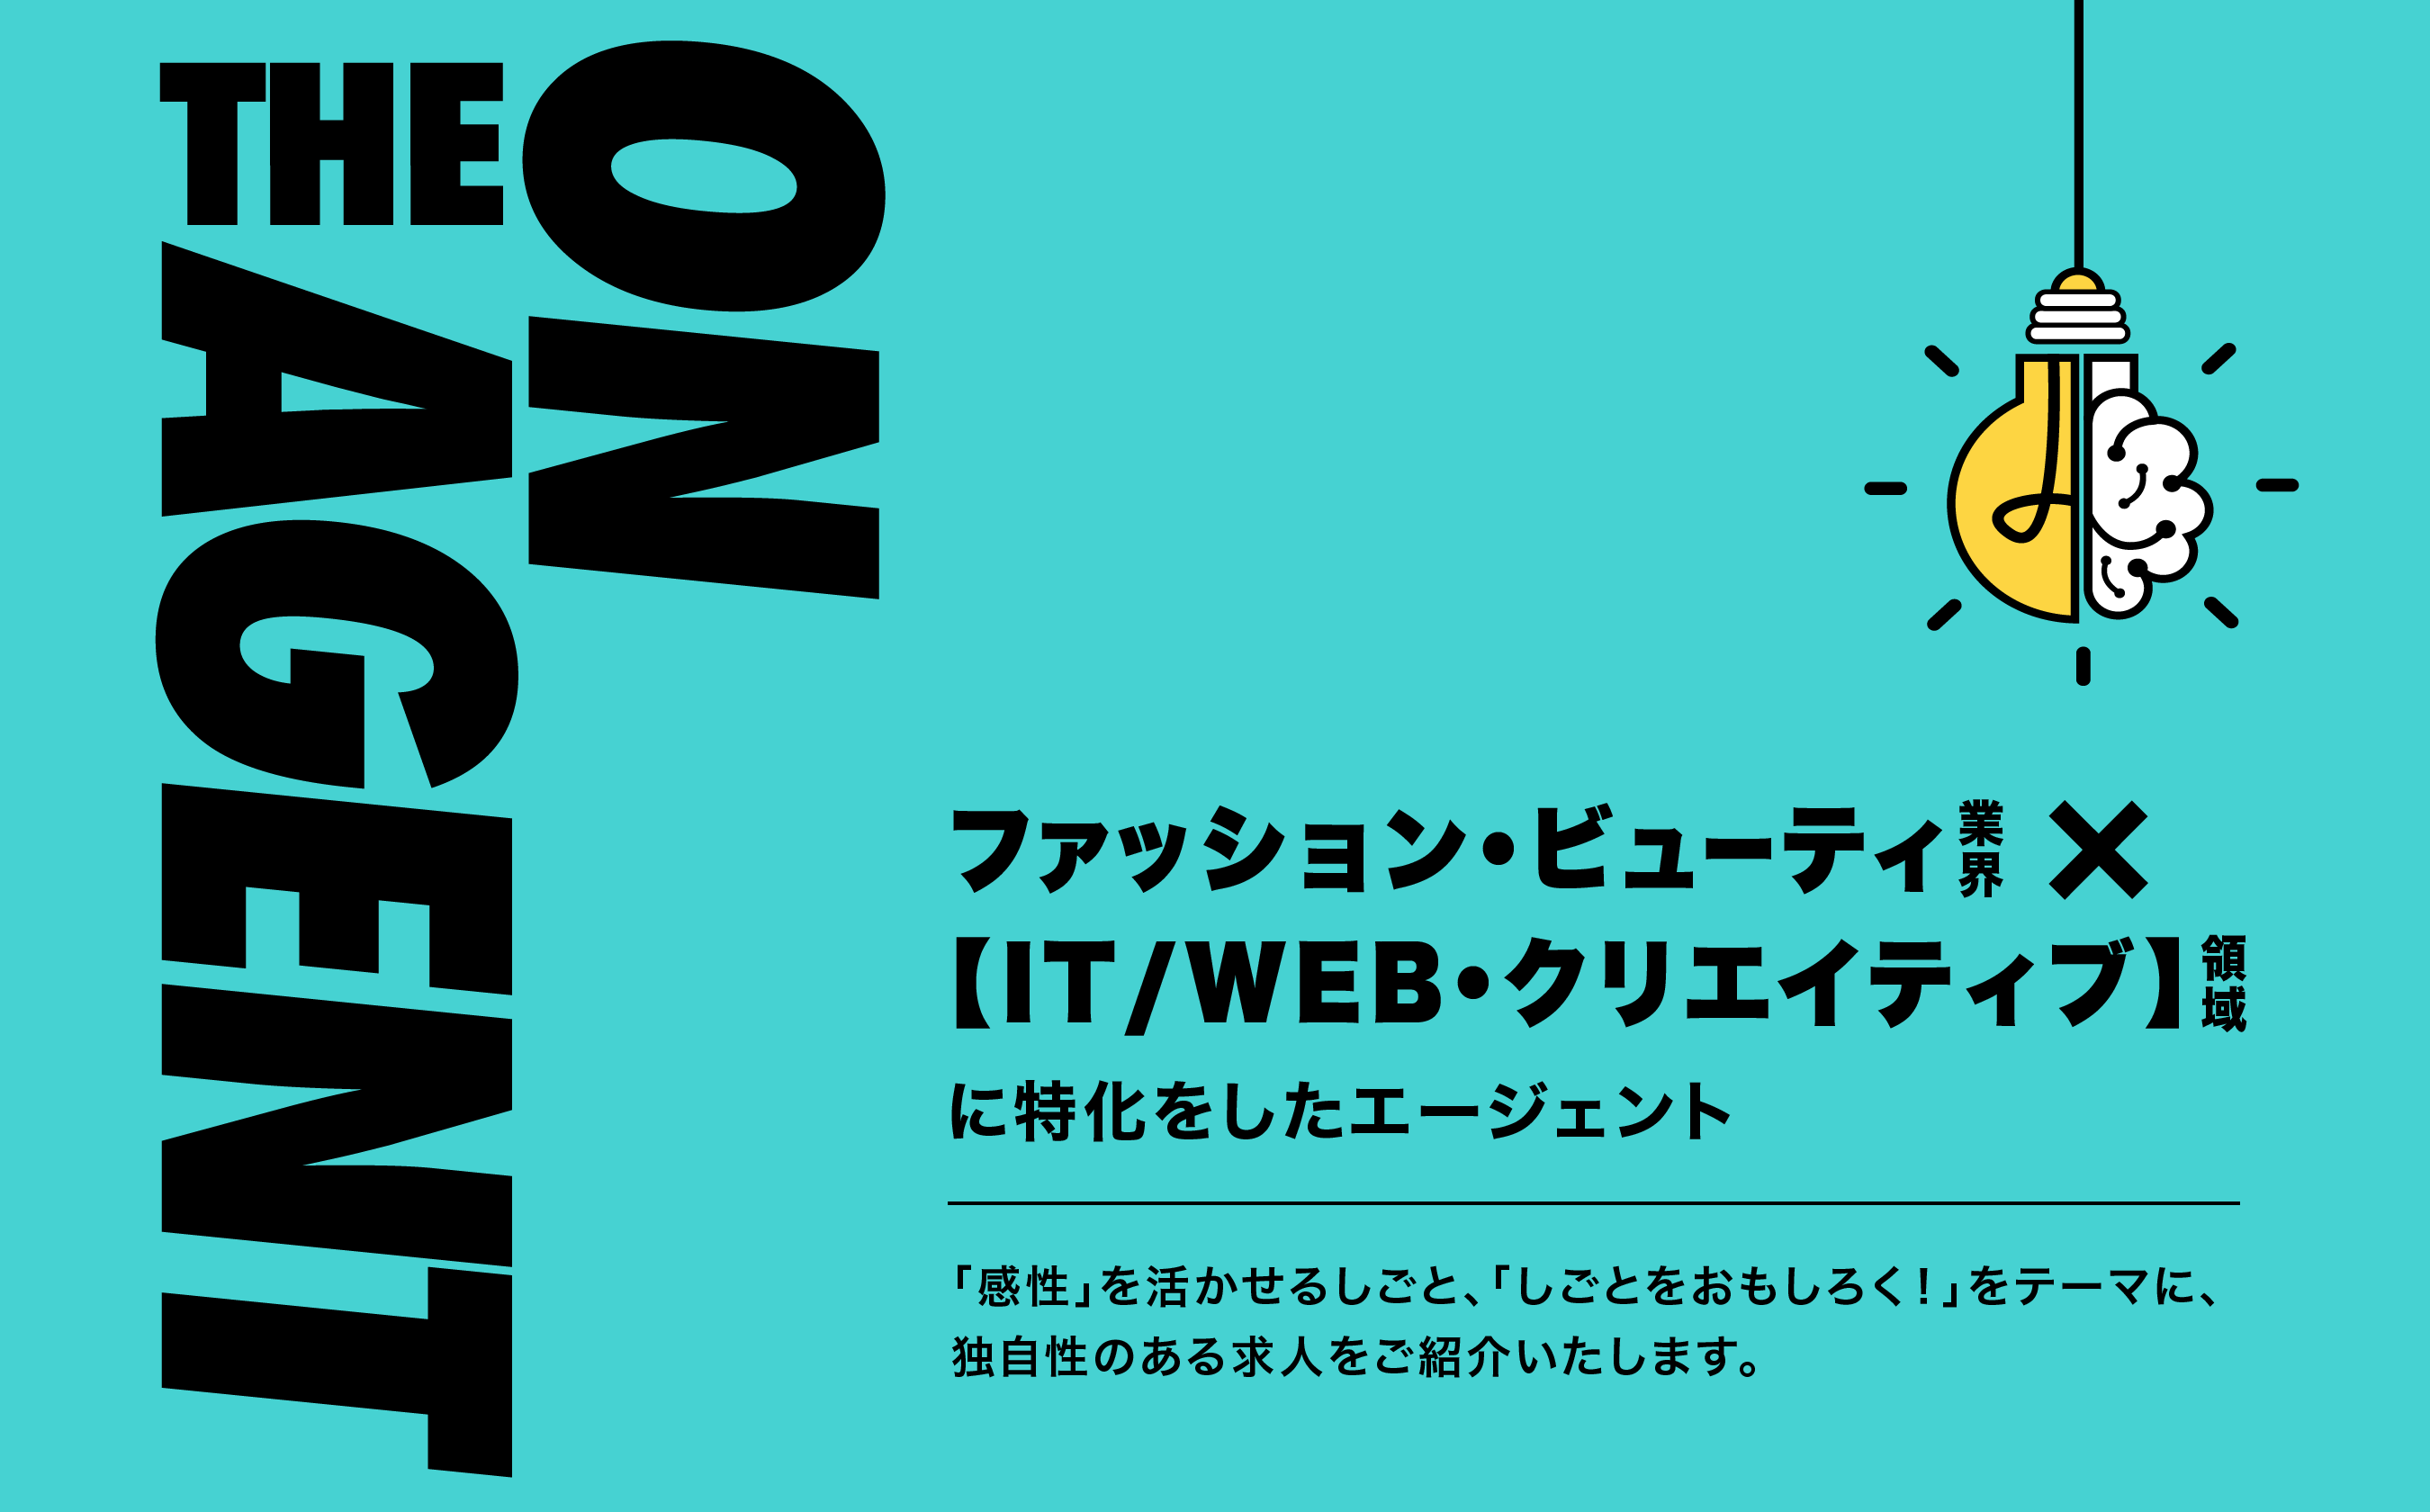 THE
AGENT
ON
ファッション・ビューティ業界×
【IT/WEB・クリエイティブ】領域
に特化をしたエージェント
「感性」を活かせるしごと、「しごとをおもしろく！」をテーマに、
独自性のある求人をご紹介いたします。